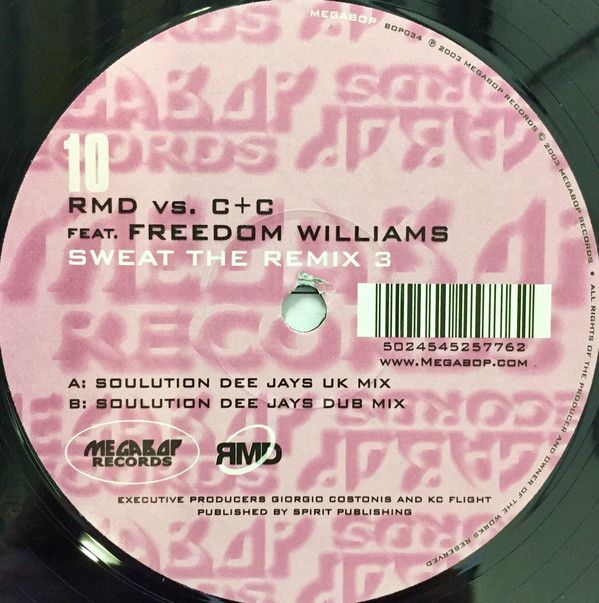 MEGABOP
BOP034 ℗ 2003 MEGABOP RECORDS © 2003 MEGABOP RECORDS • ALL RIGHTS OF THE PRODUCER AND OWNER OF THE WORKS RESERVED
10
RMD VS. C+C
FEAT. FREEDOM WILLIAMS
SWEAT THE REMIX 3
5024545257762
WWW.MEGABOP.COM
A: SOULUTION DEE JAYS UK MIX
B: SOULUTION DEE JAYS DUB MIX
MEGABOP
RECORDS
RMD
EXECUTIVE PRODUCERS GIORGIO COSTONIS AND KC FLIGHT
PUBLISHED BY SPIRIT PUBLISHING